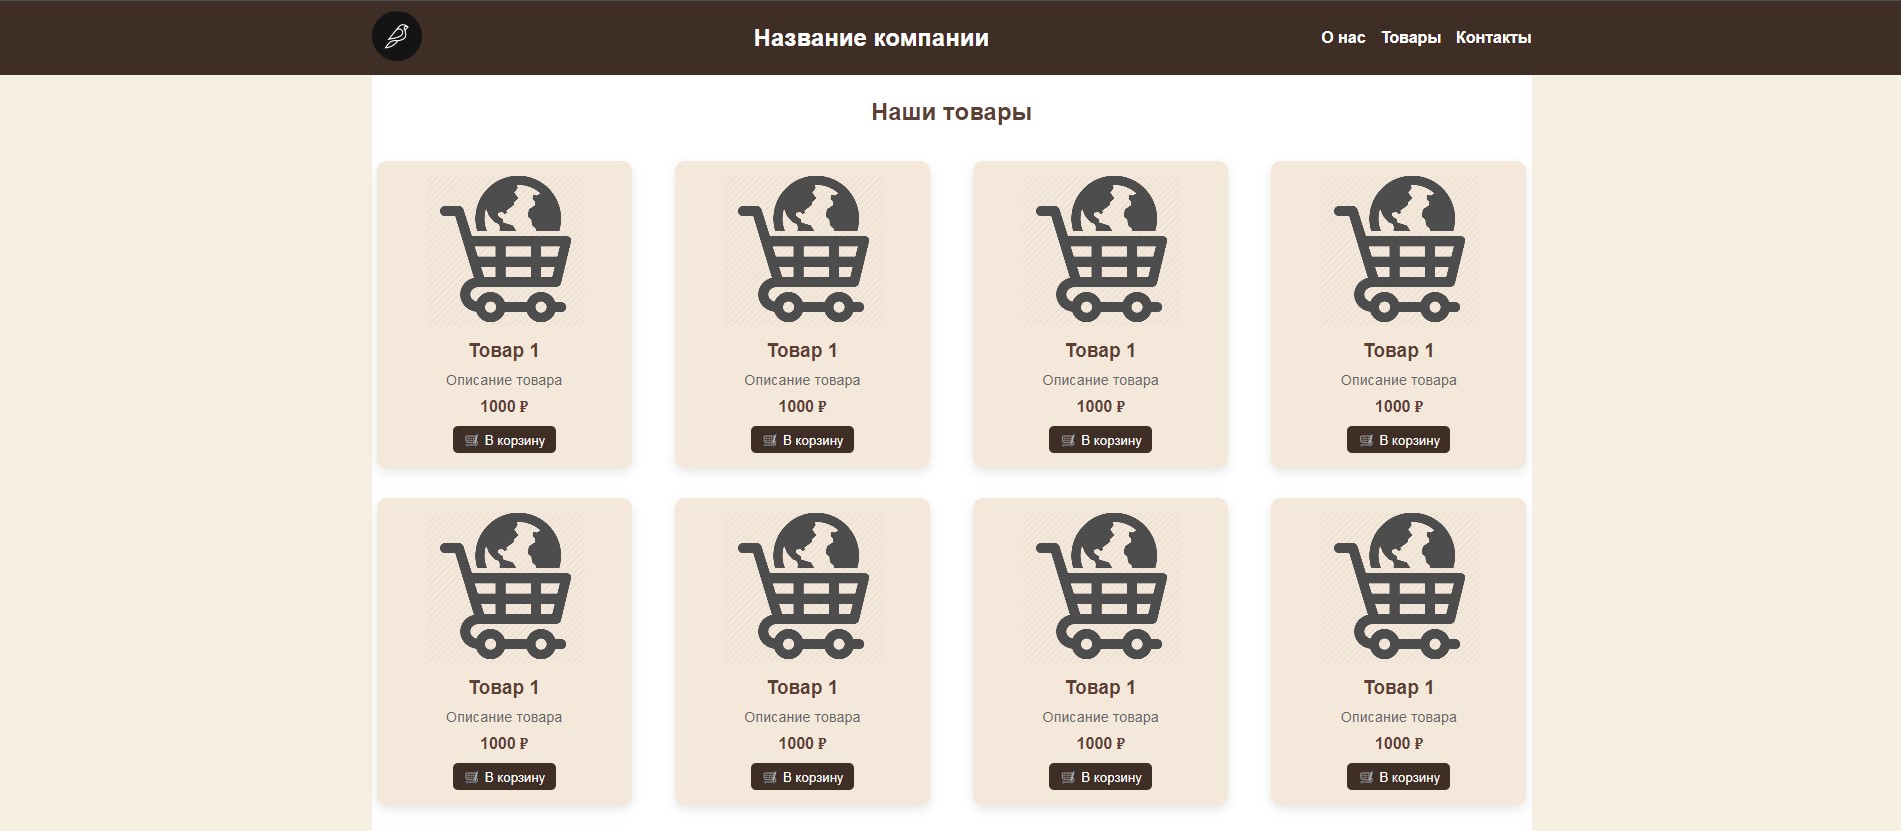 Название компании
О нас Товары Контакты
Наши товары
Товар 1 Товар 1 Товар 1 Товар 1
Описание товара Описание товара Описание товара Описание товара
1000 ₽ 1000 ₽ 1000 ₽ 1000 ₽
🛒 В корзину 🛒 В корзину 🛒 В корзину 🛒 В корзину
Товар 1 Товар 1 Товар 1 Товар 1
Описание товара Описание товара Описание товара Описание товара
1000 ₽ 1000 ₽ 1000 ₽ 1000 ₽
🛒 В корзину 🛒 В корзину 🛒 В корзину 🛒 В корзину